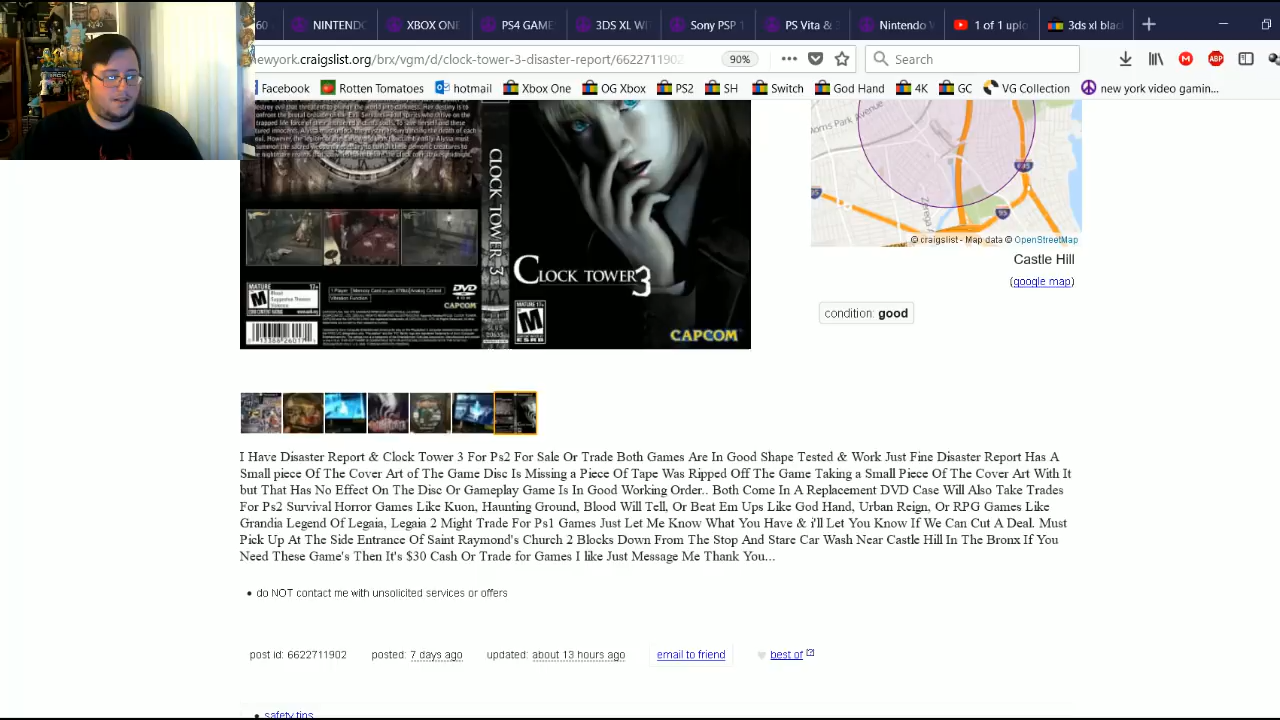 60
NINTEND
XBOX ONE
PS4 GAME
3DS XL WI
Sony PSP
Vita &
Nintendo W
1 of 1 uplo
3ds xl blac
newyork.craigslist.org/brx/vgm/d/clock-tower-3-disaster-report/6622711902
90%
Search
Facebook
Rotten Tomatoes
hotmail
Xbox One
OG Xbox
PS2
SH
Switch
God Hand
4K
GC
VG Collection
new york video gamin...
CLOCK TOWER 3
CLOCK TOWER 3
MATURE 17+
M
DVD
CAPCOM
MATURE 17+
M
ESRB
CAPCOM
© craigslist - Map data © OpenStreetMap
Castle Hill
(google map)
condition: good
I Have Disaster Report & Clock Tower 3 For Ps2 For Sale Or Trade Both Games Are In Good Shape Tested & Work Just Fine Disaster Report Has A
Small piece Of The Cover Art of The Game Disc Is Missing a Piece Of Tape Was Ripped Off The Game Taking a Small Piece Of The Cover Art With It
but That Has No Effect On The Disc Or Gameplay Game Is In Good Working Order.. Both Come In A Replacement DVD Case Will Also Take Trades
For Ps2 Survival Horror Games Like Kuon, Haunting Ground, Blood Will Tell, Or Beat Em Ups Like God Hand, Urban Reign, Or RPG Games Like
Grandia Legend Of Legaia, Legaia 2 Might Trade For Ps1 Games Just Let Me Know What You Have & i'll Let You Know If We Can Cut A Deal. Must
Pick Up At The Side Entrance Of Saint Raymond's Church 2 Blocks Down From The Stop And Stare Car Wash Near Castle Hill In The Bronx If You
Need These Game's Then It's $30 Cash Or Trade for Games I like Just Message Me Thank You...
do NOT contact me with unsolicited services or offers
post id: 6622711902 posted: 7 days ago updated: about 13 hours ago email to friend best of [?]
safety tips